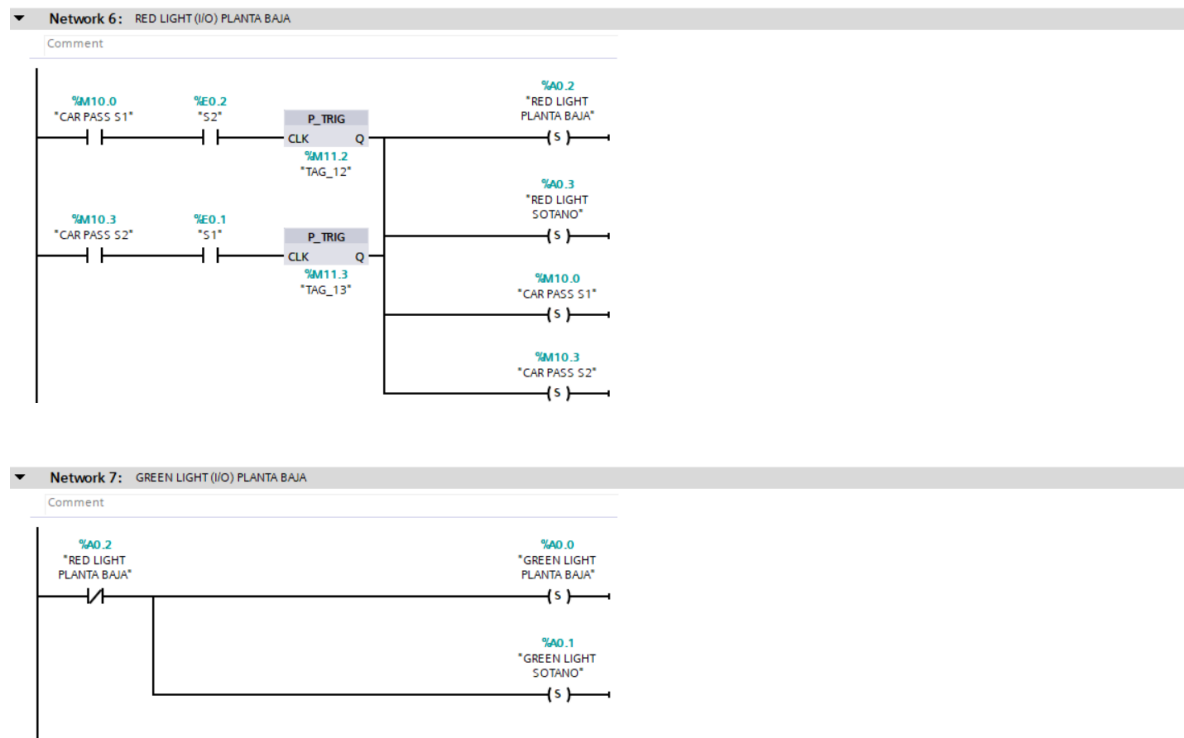 Network 6: RED LIGHT (I/O) PLANTA BAJA
Comment
%M10.0
"CAR PASS S1"
%E0.2
"S2"
P_TRIG
CLK Q
%M11.2
"TAG_12"
%A0.2
"RED LIGHT
PLANTA BAJA"
S
%A0.3
"RED LIGHT
SOTANO"
S
%M10.3
"CAR PASS S2"
%E0.1
"S1"
P_TRIG
CLK Q
%M11.3
"TAG_13"
%M10.0
"CAR PASS S1"
S
%M10.3
"CAR PASS S2"
S
Network 7: GREEN LIGHT (I/O) PLANTA BAJA
Comment
%A0.2
"RED LIGHT
PLANTA BAJA"
%A0.0
"GREEN LIGHT
PLANTA BAJA"
S
%A0.1
"GREEN LIGHT
SOTANO"
S